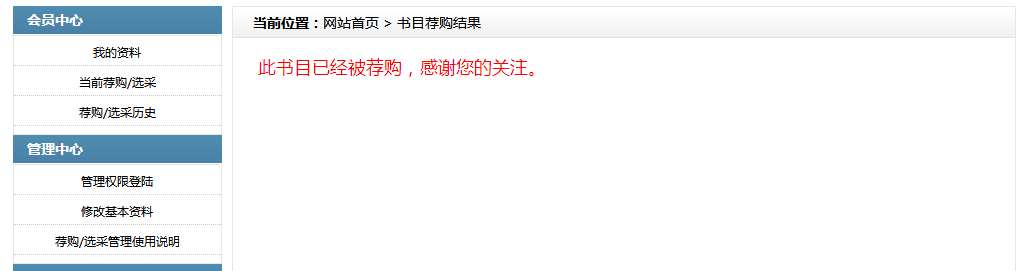 会员中心
我的资料
当前荐购/选采
荐购/选采历史
管理中心
管理权限登陆
修改基本资料
荐购/选采管理使用说明
当前位置：网站首页 > 书目荐购结果
此书目已经被荐购，感谢您的关注。